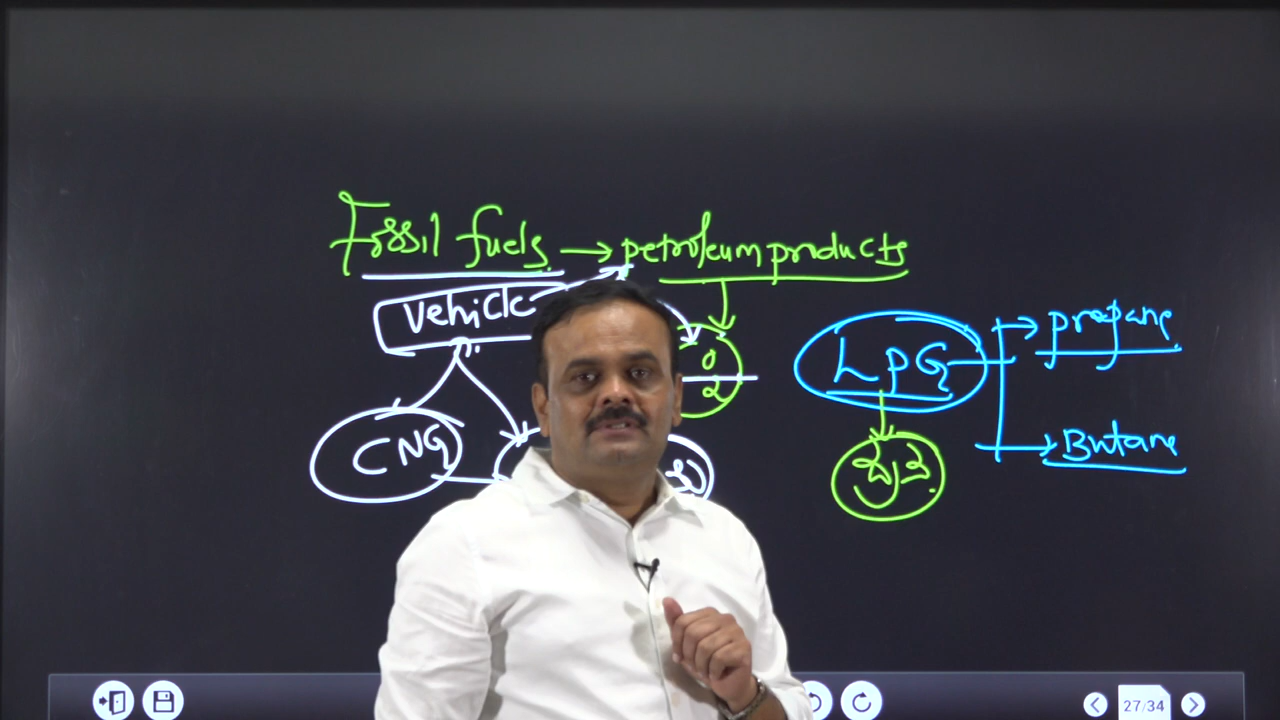 Fossil fuels → petroleum products
vehicle
CNG
LPG
propane
Butane
27/34